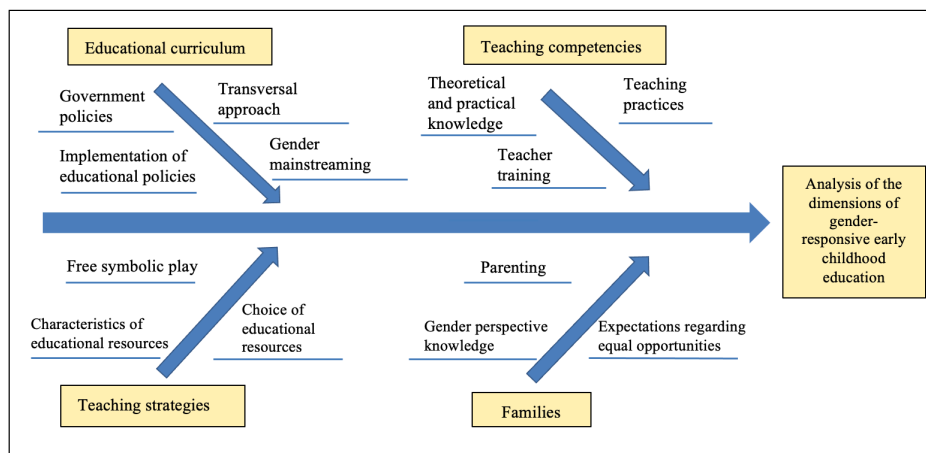 Educational curriculum
Teaching competencies
Government
policies
Transversal
approach
Implementation of
educational policies
Gender
mainstreaming
Theoretical
and practical
knowledge
Teaching
practices
Teacher
training
Analysis of the
dimensions of
gender-
responsive early
childhood
education
Free symbolic play
Characteristics of
educational resources
Choice of
educational
resources
Teaching strategies
Parenting
Gender perspective
knowledge
Expectations regarding
equal opportunities
Families